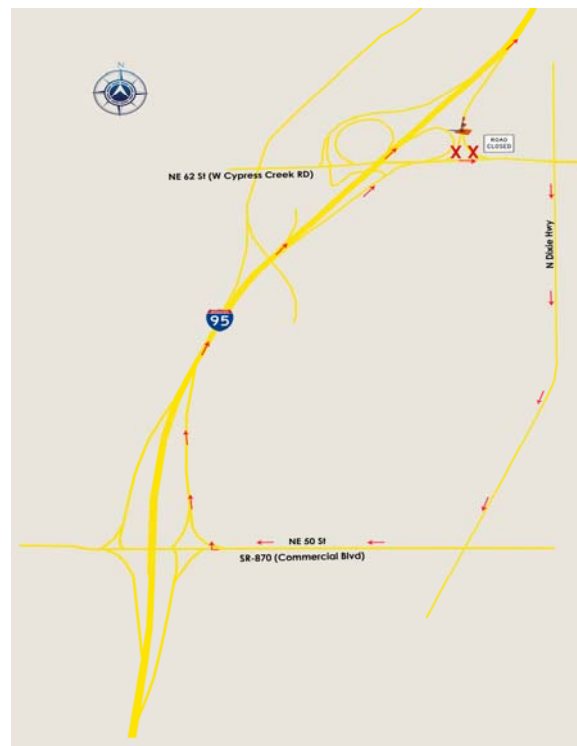 N
ROAD
CLOSED
X X
NE 62 St (W Cypress Creek RD)
N Dixie Hwy
95
NE 50 St
SR-870 (Commercial Blvd)